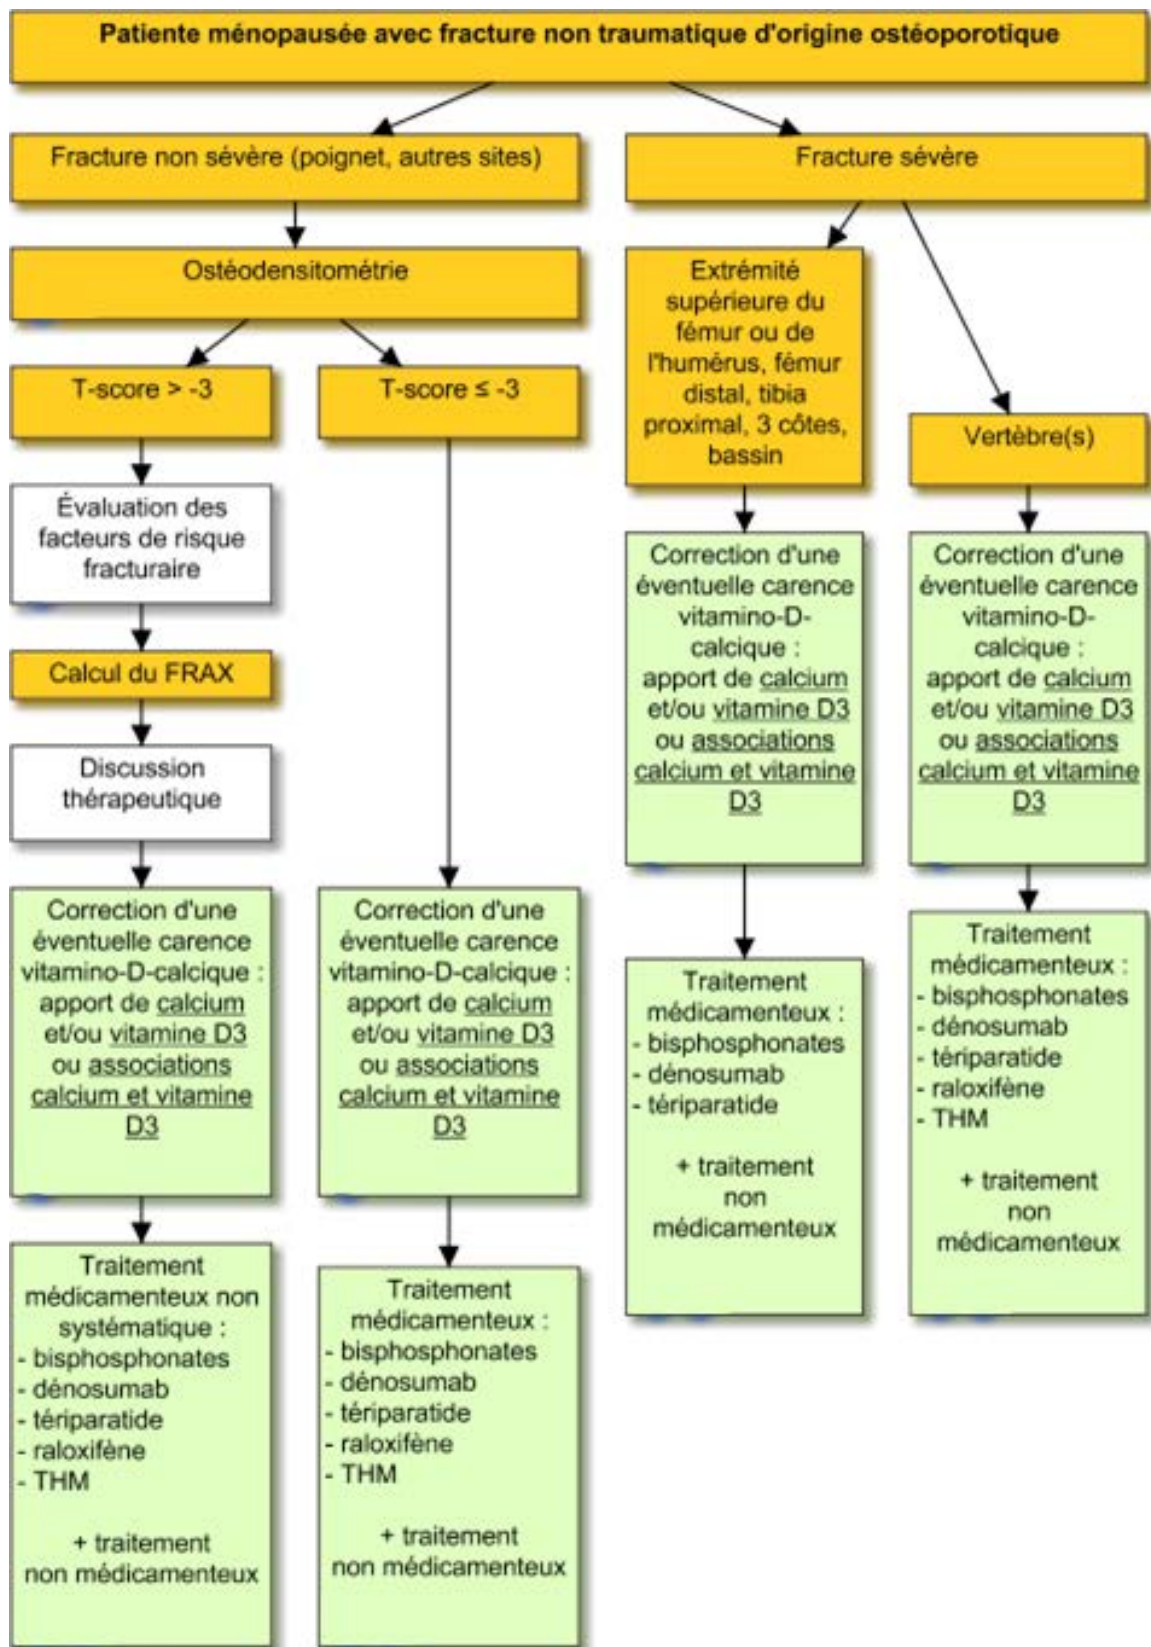 Patiente ménopausée avec fracture non traumatique d'origine ostéoporotique
Fracture non sévère (poignet, autres sites)
Ostéodensitométrie
T-score > -3
Évaluation des
facteurs de risque
fracturaire
Calcul du FRAX
Discussion
thérapeutique
Correction d'une
éventuelle carence
vitamino-D-calcique :
apport de calcium
et/ou vitamine D3
ou associations
calcium et vitamine
D3
Traitement
médicamenteux non
systématique :
- bisphosphonates
- dénosumab
- tériparatide
- raloxifène
- THM
+ traitement
non médicamenteux
T-score ≤ -3
Correction d'une
éventuelle carence
vitamino-D-calcique :
apport de calcium
et/ou vitamine D3
ou associations
calcium et vitamine
D3
Traitement
médicamenteux :
- bisphosphonates
- dénosumab
- tériparatide
- raloxifène
- THM
+ traitement
non médicamenteux
Fracture sévère
Extrémité
supérieure du
fémur ou de
l'humérus, fémur
distal, tibia
proximal, 3 côtes,
bassin
Correction d'une
éventuelle carence
vitamino-D-
calcique :
apport de calcium
et/ou vitamine D3
ou associations
calcium et vitamine
D3
Traitement
médicamenteux :
- bisphosphonates
- dénosumab
- tériparatide
+ traitement
non
médicamenteux
Vertèbre(s)
Correction d'une
éventuelle carence
vitamino-D-
calcique :
apport de calcium
et/ou vitamine D3
ou associations
calcium et vitamine
D3
Traitement
médicamenteux :
- bisphosphonates
- dénosumab
- tériparatide
- raloxifène
- THM
+ traitement
non
médicamenteux